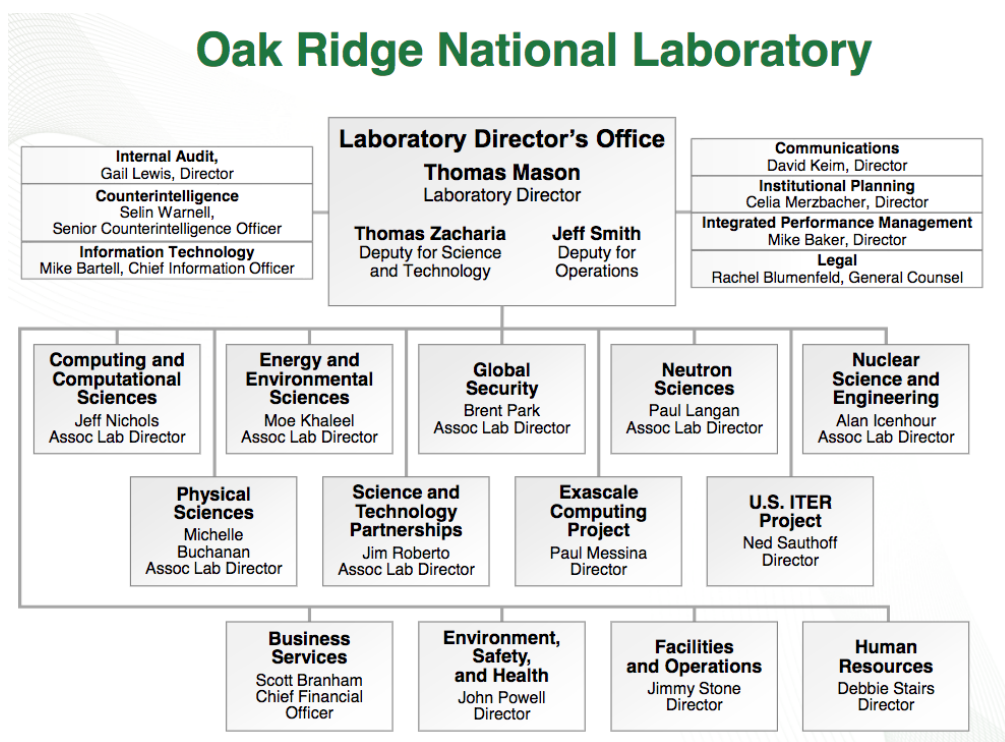 Oak Ridge National Laboratory
Internal Audit,
Gail Lewis, Director
Counterintelligence
Selin Warnell,
Senior Counterintelligence Officer
Information Technology
Mike Bartell, Chief Information Officer
Laboratory Director's Office
Thomas Mason
Laboratory Director
Thomas Zacharia
Deputy for Science
and Technology
Jeff Smith
Deputy for
Operations
Communications
David Keim, Director
Institutional Planning
Celia Merzbacher, Director
Integrated Performance Management
Mike Baker, Director
Legal
Rachel Blumenfeld, General Counsel
Computing and
Computational
Sciences
Jeff Nichols
Assoc Lab Director
Energy and
Environmental
Sciences
Moe Khaleel
Assoc Lab Director
Global
Security
Brent Park
Assoc Lab Director
Neutron
Sciences
Paul Langan
Assoc Lab Director
Nuclear
Science and
Engineering
Alan Icenhour
Assoc Lab Director
Physical
Sciences
Michelle
Buchanan
Assoc Lab Director
Science and
Technology
Partnerships
Jim Roberto
Assoc Lab Director
Exascale
Computing
Project
Paul Messina
Director
U.S. ITER
Project
Ned Sauthoff
Director
Business
Services
Scott Branham
Chief Financial
Officer
Environment,
Safety,
and Health
John Powell
Director
Facilities
and Operations
Jimmy Stone
Director
Human
Resources
Debbie Stairs
Director